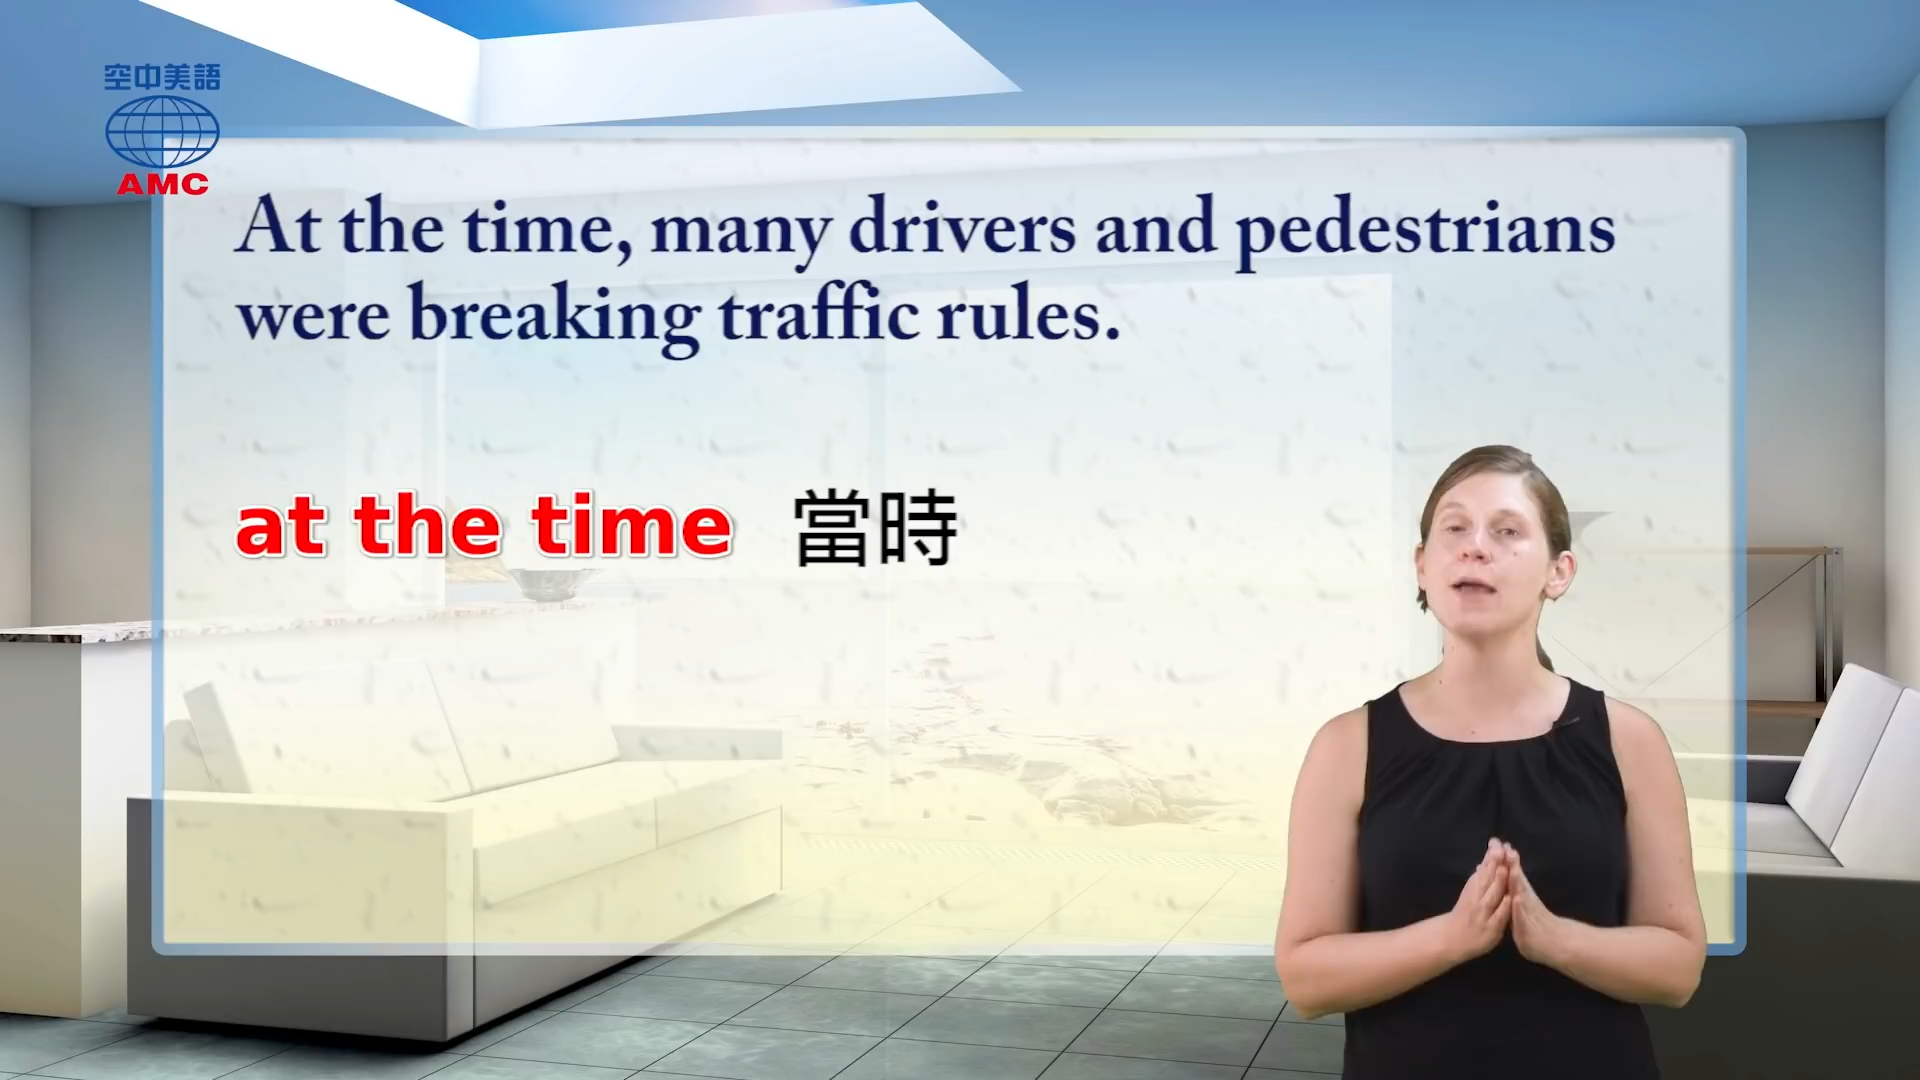 空中美語
AMC
At the time, many drivers and pedestrians
were breaking traffic rules.
at the time 當時